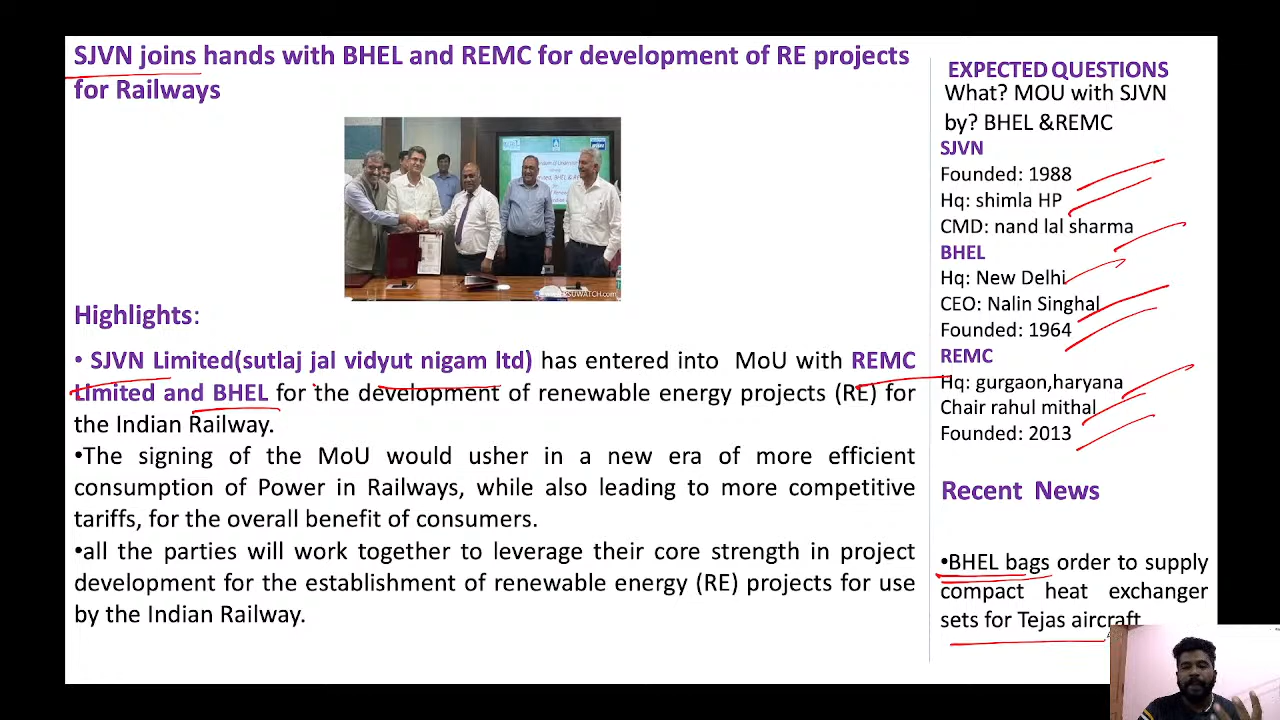 SJVN joins hands with BHEL and REMC for development of RE projects
for Railways
Highlights:
• SJVN Limited(sutlaj jal vidyut nigam ltd) has entered into MoU with REMC
Limited and BHEL for the development of renewable energy projects (RE) for
the Indian Railway.
•The signing of the MoU would usher in a new era of more efficient
consumption of Power in Railways, while also leading to more competitive
tariffs, for the overall benefit of consumers.
•all the parties will work together to leverage their core strength in project
development for the establishment of renewable energy (RE) projects for use
by the Indian Railway.
EXPECTED QUESTIONS
What? MOU with SJVN
by? BHEL &REMC
SJVN
Founded: 1988
Hq: shimla HP
CMD: nand lal sharma
BHEL
Hq: New Delhi
CEO: Nalin Singhal
Founded: 1964
REMC
Hq: gurgaon,haryana
Chair rahul mithal
Founded: 2013
Recent News
•BHEL bags order to supply
compact heat exchanger
sets for Tejas aircraft